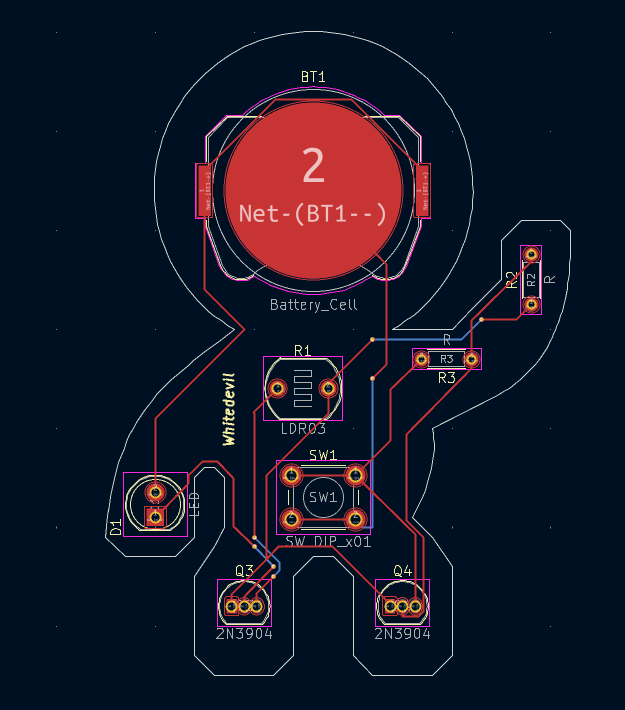 BT1
2
Net-(BT1--)
Battery_Cell
R2
R2
R
R
R3
R3
R1
LDR03
Whitedevil
SW1
SW1
SW_DIP_x01
D1
LED
Q3
2N3904
Q4
2N3904